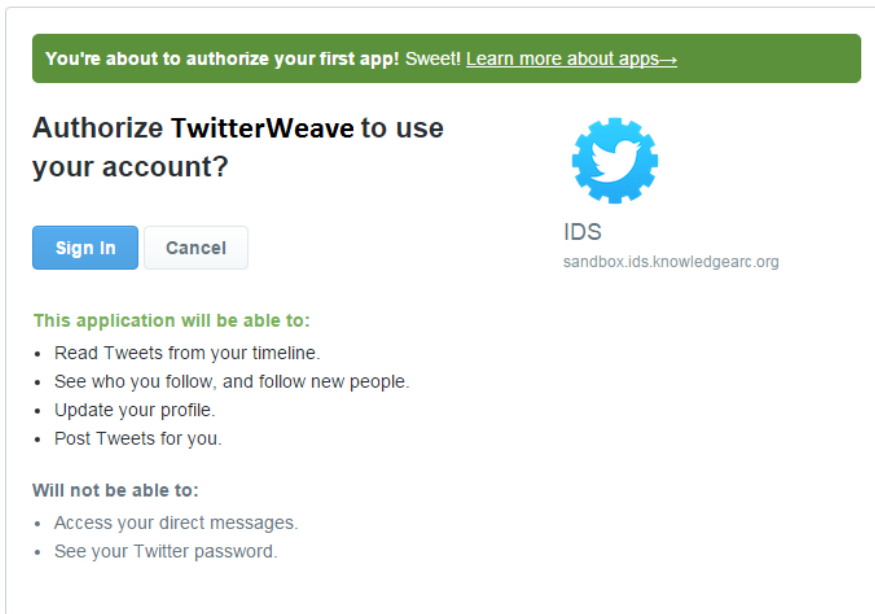 You're about to authorize your first app! Sweet! Learn more about apps→
Authorize TwitterWeave to use
your account?
Sign In
Cancel
IDS
sandbox.ids.knowledgearc.org
This application will be able to:
• Read Tweets from your timeline.
• See who you follow, and follow new people.
• Update your profile.
• Post Tweets for you.
Will not be able to:
• Access your direct messages.
• See your Twitter password.